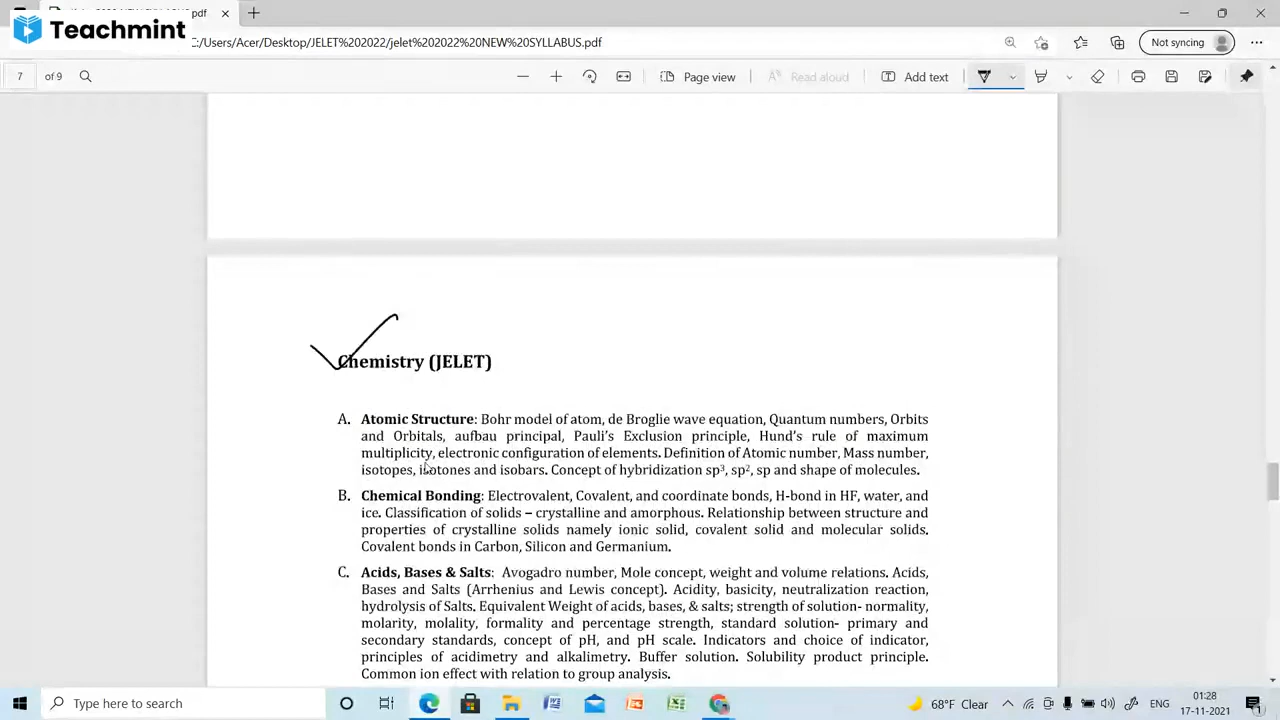 pdf
Teachmint
C:/Users/Acer/Desktop/JELET%202022/jelet%202022%20NEW%20SYLLABUS.pdf
Not syncing
7 of 9
Page view
Read aloud
Add text
Chemistry (JELET)
A. Atomic Structure: Bohr model of atom, de Broglie wave equation, Quantum numbers, Orbits
and Orbitals, aufbau principal, Pauli's Exclusion principle, Hund's rule of maximum
multiplicity, electronic configuration of elements. Definition of Atomic number, Mass number,
isotopes, isotones and isobars. Concept of hybridization sp³, sp², sp and shape of molecules.
B. Chemical Bonding: Electrovalent, Covalent, and coordinate bonds, H-bond in HF, water, and
ice. Classification of solids – crystalline and amorphous. Relationship between structure and
properties of crystalline solids namely ionic solid, covalent solid and molecular solids.
Covalent bonds in Carbon, Silicon and Germanium.
C. Acids, Bases & Salts: Avogadro number, Mole concept, weight and volume relations. Acids,
Bases and Salts (Arrhenius and Lewis concept). Acidity, basicity, neutralization reaction,
hydrolysis of Salts. Equivalent Weight of acids, bases, & salts; strength of solution- normality,
molarity, molality, formality and percentage strength, standard solution- primary and
secondary standards, concept of pH, and pH scale. Indicators and choice of indicator,
principles of acidimetry and alkalimetry. Buffer solution. Solubility product principle.
Common ion effect with relation to group analysis.
Type here to search
68°F Clear
01:28
17-11-2021